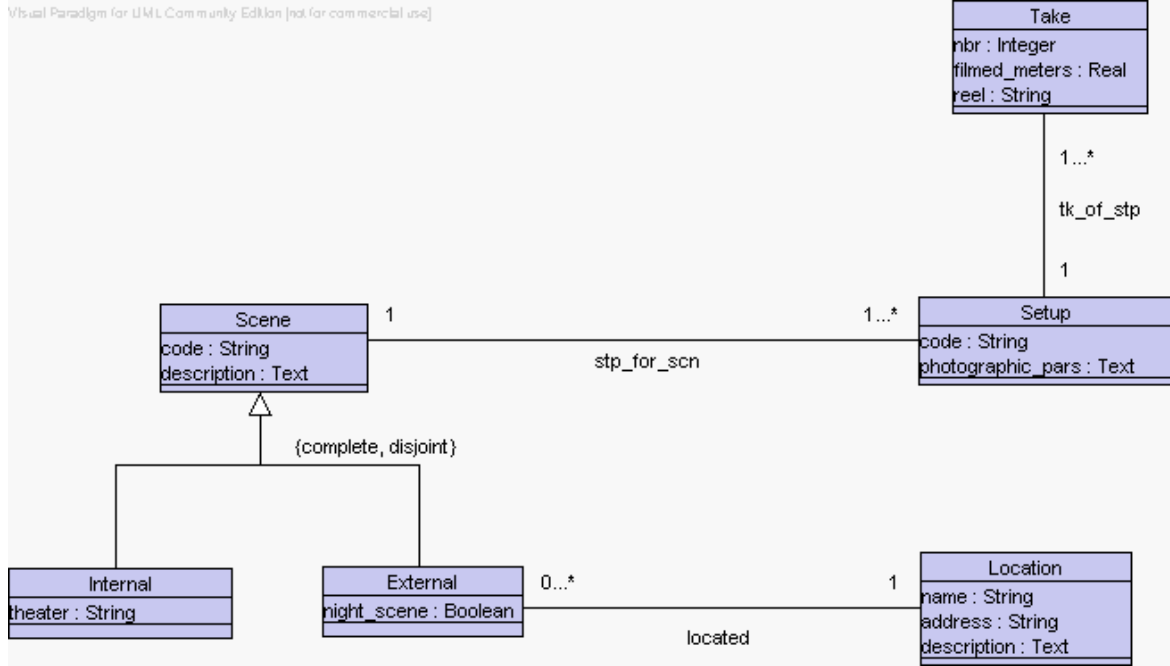 Visual Paradigm for UML Community Edition [not for commercial use]
Take
nbr : Integer
filmed_meters : Real
reel : String
1...*
tk_of_stp
1
Scene
code : String
description : Text
1
1...*
stp_for_scn
Setup
code : String
photographic_pars : Text
{complete, disjoint}
Internal
theater : String
External
night_scene : Boolean
0...*
1
located
Location
name : String
address : String
description : Text